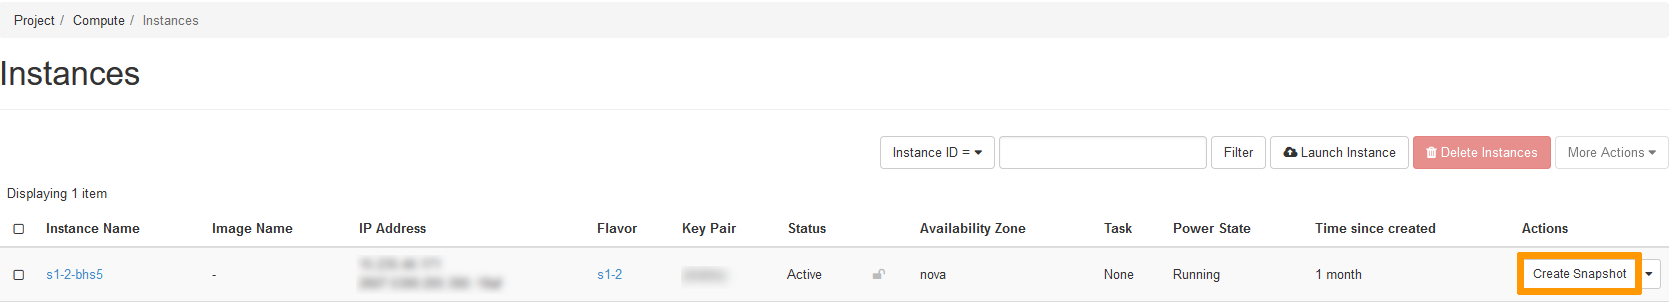 Project / Compute / Instances
Instances
Instance ID = Filter Launch Instance Delete Instances More Actions
Displaying 1 item
Instance Name Image Name IP Address Flavor Key Pair Status Availability Zone Task Power State Time since created Actions
s1-2-bhs5 - s1-2 Active nova None Running 1 month Create Snapshot